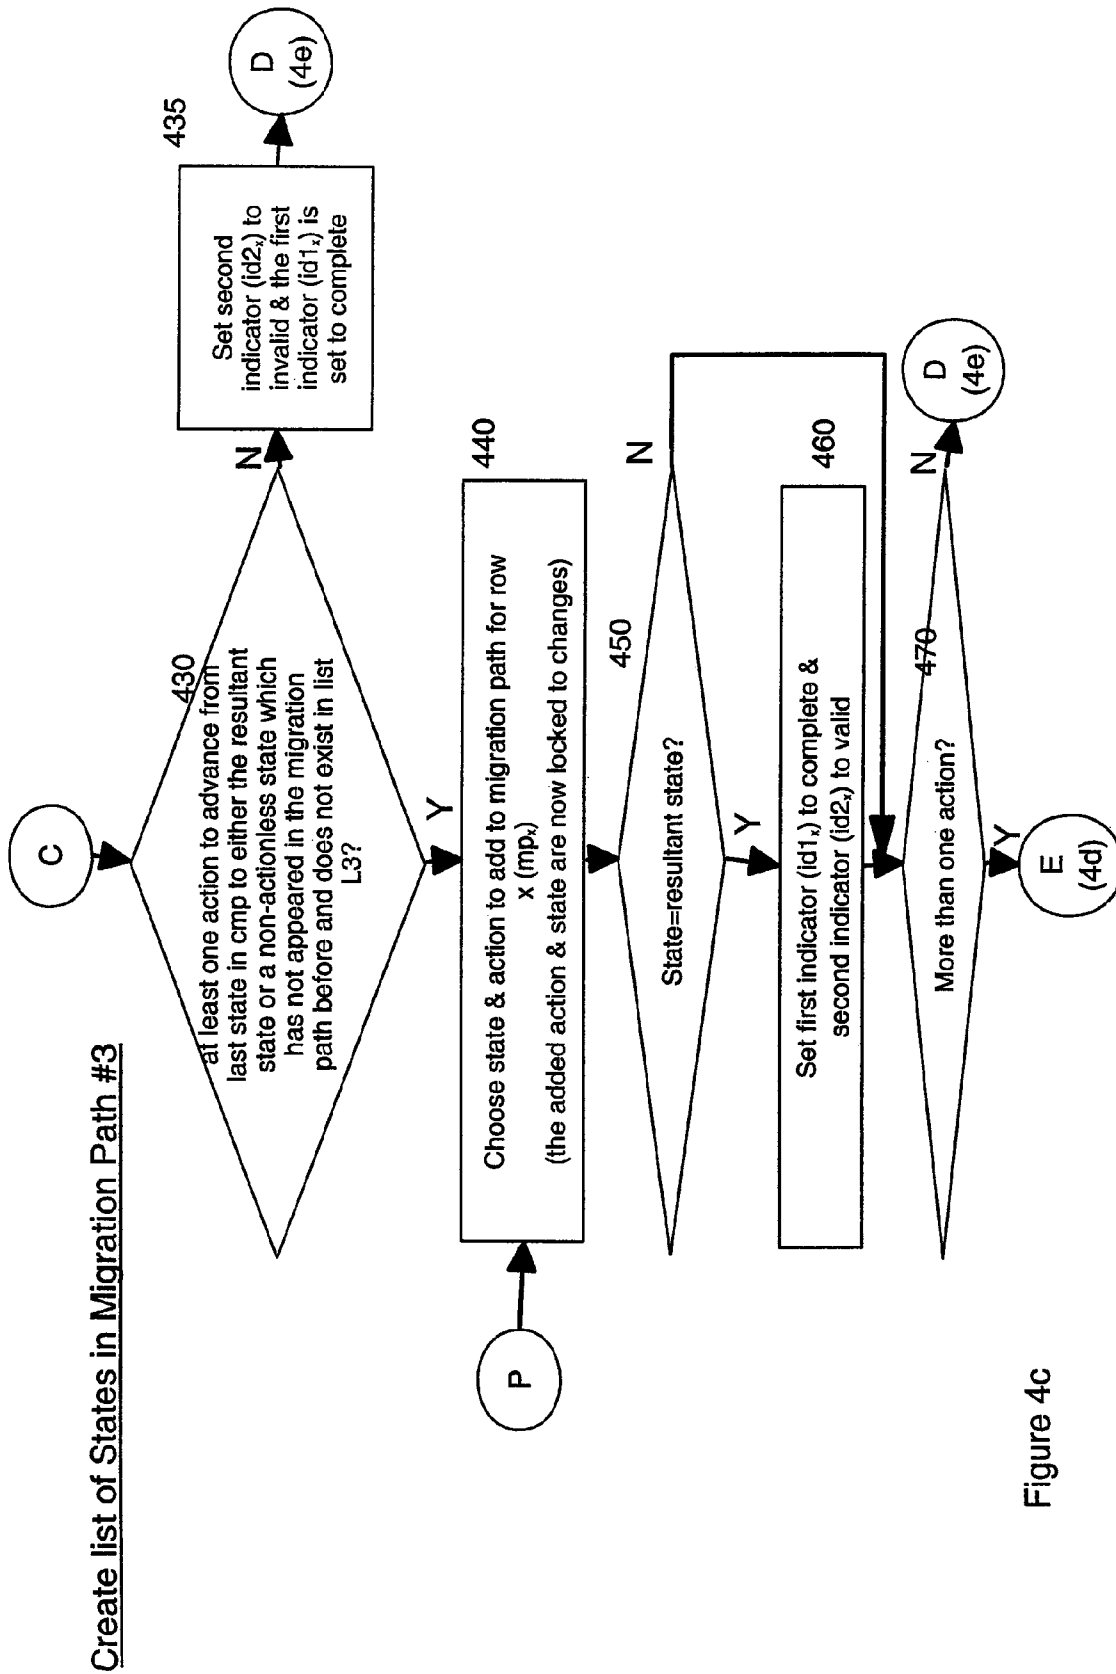 Create list of States in Migration Path #3
C
430
at least one action to advance from
last state in cmp to either the resultant
state or a non-actionless state which
has not appeared in the migration
path before and does not exist in list
L3?
N
435
Set second
indicator (id2ₓ) to
invalid & the first
indicator (id1ₓ) is
set to complete
D
(4e)
Y
P
440
Choose state & action to add to migration path for row
x (mpₓ)
(the added action & state are now locked to changes)
450
State=resultant state?
N
Y
460
Set first indicator (id1ₓ) to complete &
second indicator (id2ₓ) to valid
470
More than one action?
N
D
(4e)
Y
E
(4d)
Figure 4c